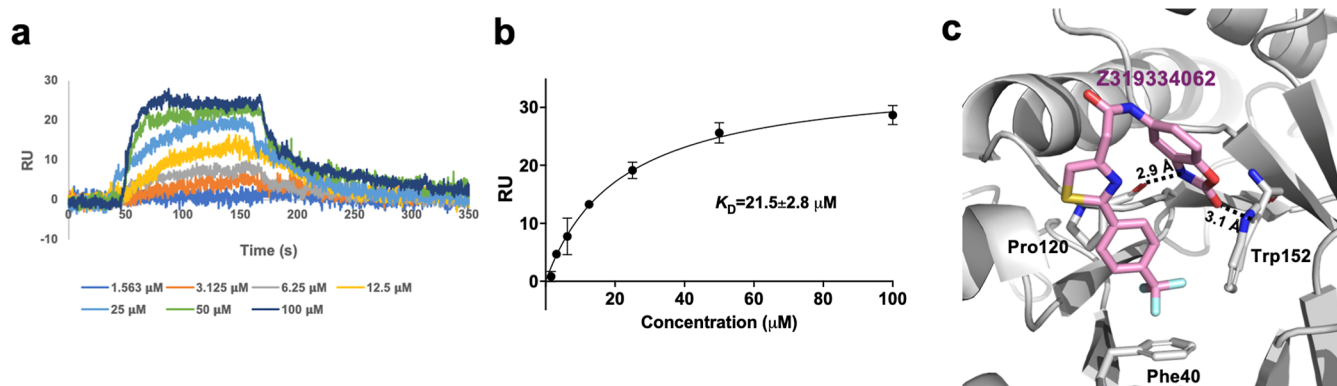 a
RU
30
20
10
0
-10
0
50
100
150
200
250
300
350
Time (s)
1.563 μM
3.125 μM
6.25 μM
12.5 μM
25 μM
50 μM
100 μM
b
RU
30
20
10
0
KD=21.5±2.8 μM
20
40
60
80
100
Concentration (μM)
c
Z319334062
2.9 Å
3.1 Å
Pro120
Trp152
Phe40